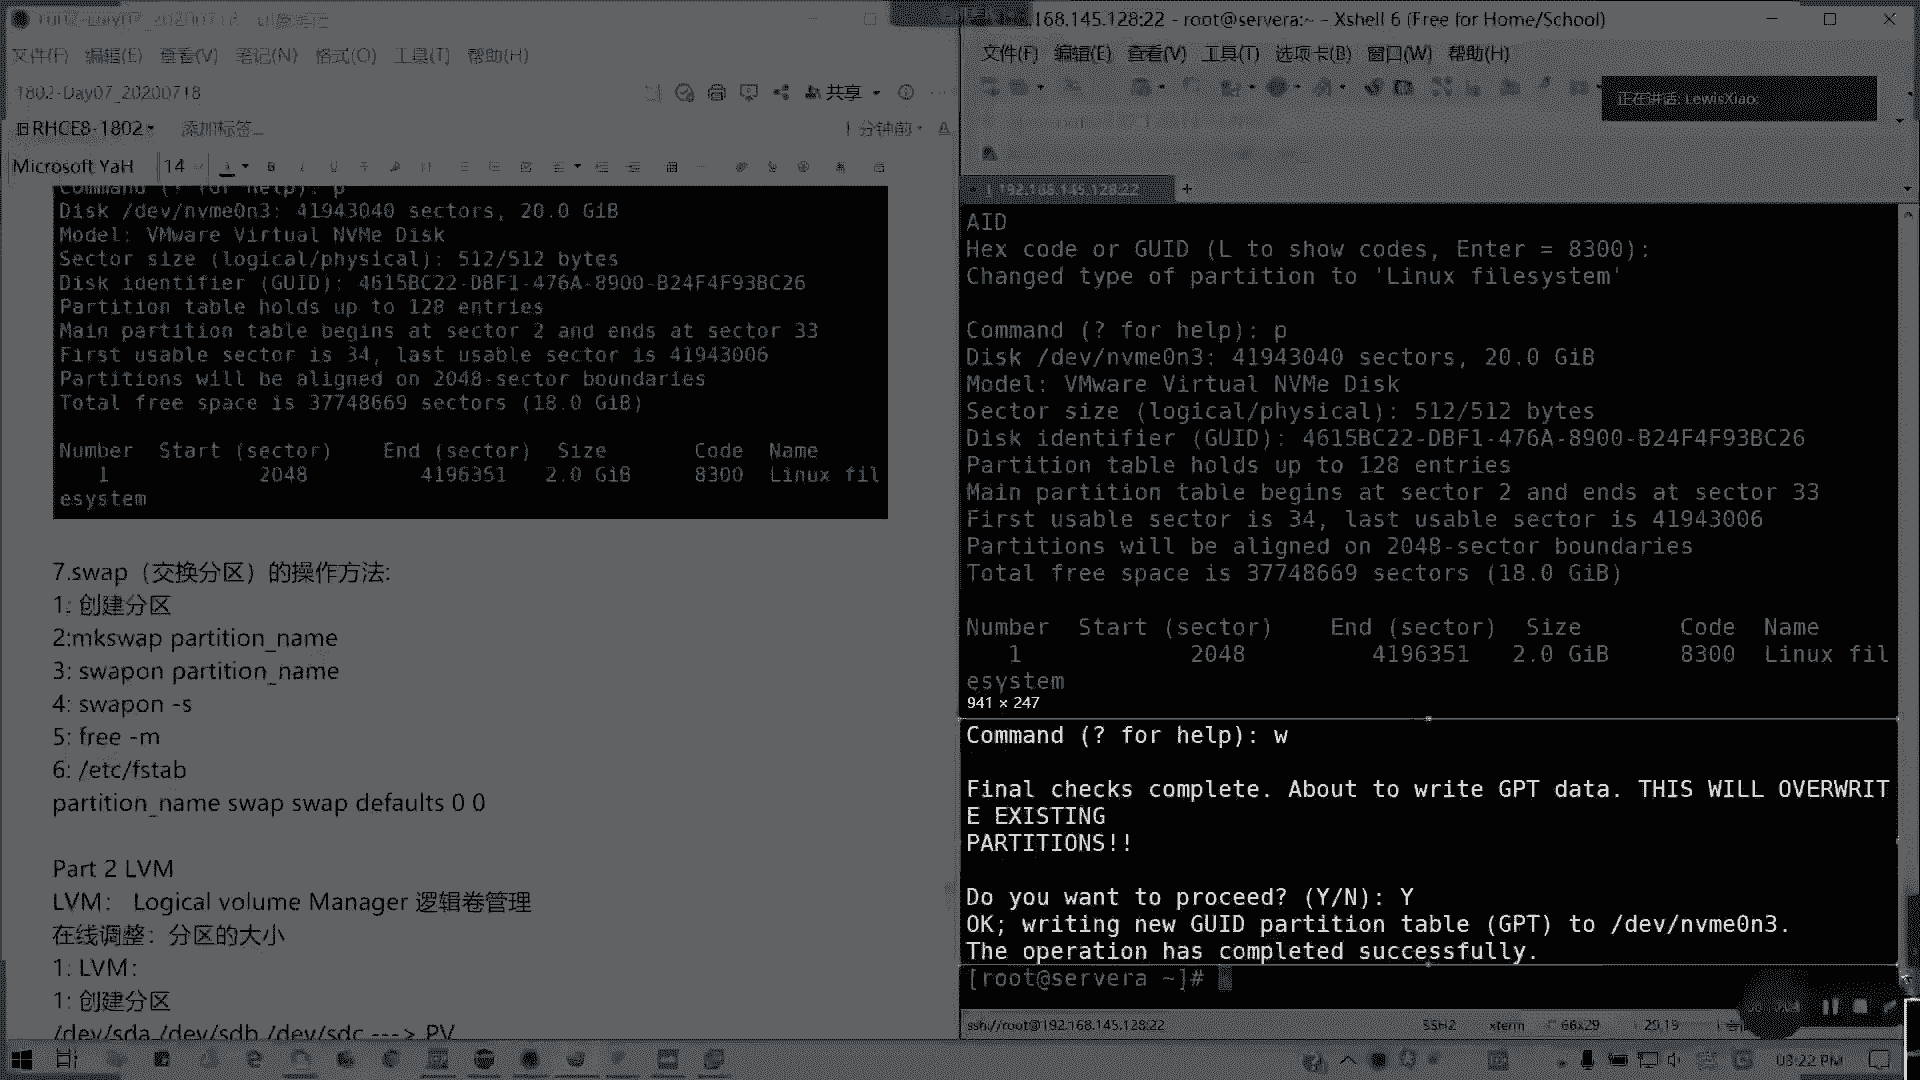 1802-Day07_20200718
文件(F) 编辑(E) 查看(V) 笔记(N) 格式(O) 工具(T) 帮助(H)
1802-Day07_20200718
共享
RHCE8-1802
添加标签...
1 分钟前
Microsoft YaH
14
Command (? for help): p
Disk /dev/nvme0n3: 41943040 sectors, 20.0 GiB
Model: VMware Virtual NVMe Disk
Sector size (logical/physical): 512/512 bytes
Disk identifier (GUID): 4615BC22-DBF1-476A-8900-B24F4F93BC26
Partition table holds up to 128 entries
Main partition table begins at sector 2 and ends at sector 33
First usable sector is 34, last usable sector is 41943006
Partitions will be aligned on 2048-sector boundaries
Total free space is 37748669 sectors (18.0 GiB)
Number Start (sector) End (sector) Size Code Name
1 2048 4196351 2.0 GiB 8300 Linux fil
esystem
7.swap（交换分区）的操作方法:
1: 创建分区
2:mkswap partition_name
3: swapon partition_name
4: swapon -s
5: free -m
6: /etc/fstab
partition_name swap swap defaults 0 0
Part 2 LVM
LVM： Logical volume Manager 逻辑卷管理
在线调整：分区的大小
1: LVM:
1: 创建分区
/dev/sda /dev/sdb /dev/sdc ---> PV
168.145.128:22 - root@servera:~ - Xshell 6 (Free for Home/School)
文件(F) 编辑(E) 查看(V) 工具(T) 选项卡(B) 窗口(W) 帮助(H)
正在讲话: LewisXiao;
1 192.168.145.128:22
+
AID
Hex code or GUID (L to show codes, Enter = 8300):
Changed type of partition to 'Linux filesystem'
Command (? for help): p
Disk /dev/nvme0n3: 41943040 sectors, 20.0 GiB
Model: VMware Virtual NVMe Disk
Sector size (logical/physical): 512/512 bytes
Disk identifier (GUID): 4615BC22-DBF1-476A-8900-B24F4F93BC26
Partition table holds up to 128 entries
Main partition table begins at sector 2 and ends at sector 33
First usable sector is 34, last usable sector is 41943006
Partitions will be aligned on 2048-sector boundaries
Total free space is 37748669 sectors (18.0 GiB)
Number Start (sector) End (sector) Size Code Name
1 2048 4196351 2.0 GiB 8300 Linux fil
esystem
941 × 247
Command (? for help): w
Final checks complete. About to write GPT data. THIS WILL OVERWRIT
E EXISTING
PARTITIONS!!
Do you want to proceed? (Y/N): Y
OK; writing new GUID partition table (GPT) to /dev/nvme0n3.
The operation has completed successfully.
[root@servera ~]#
ssh://root@192.168.145.128:22
SSH2
xterm
66x29
29,19
03:22 PM